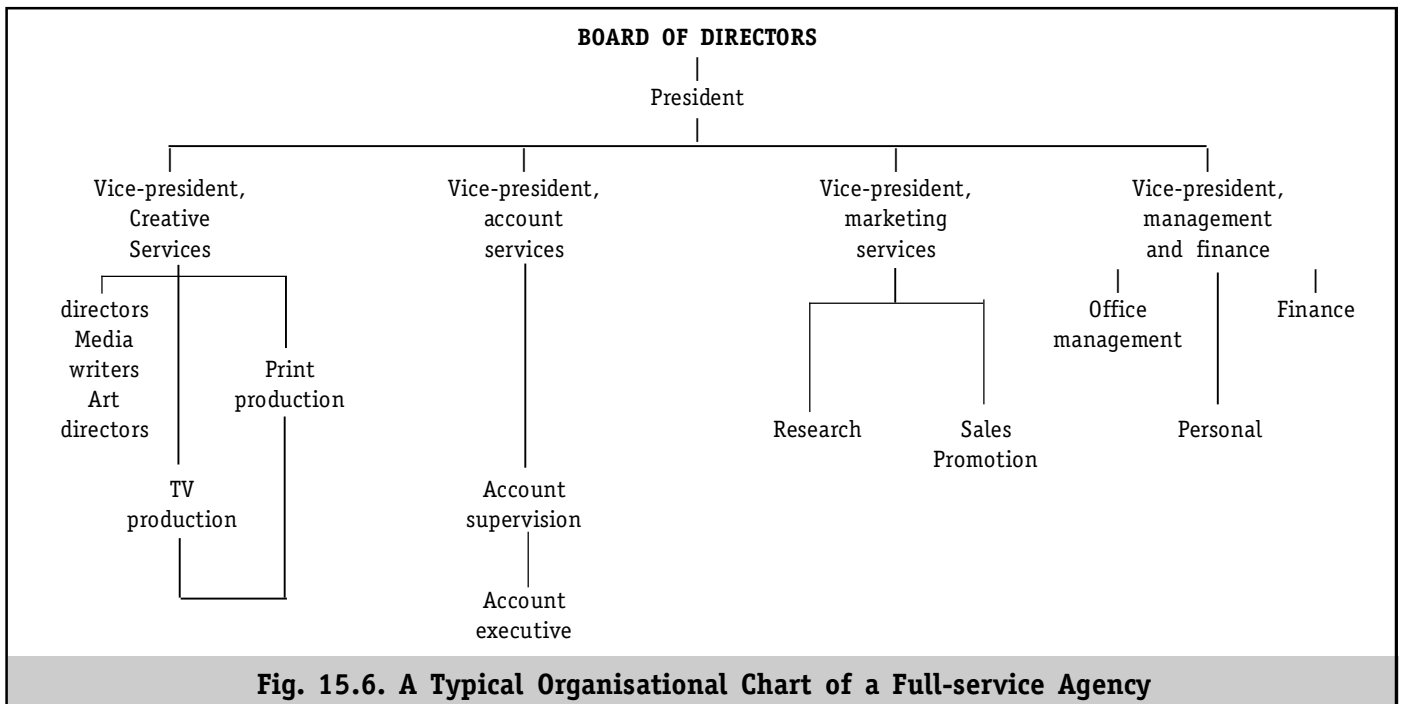 BOARD OF DIRECTORS
President
Vice-president,
Creative
Services
Vice-president,
account
services
Vice-president,
marketing
services
Vice-president,
management
and finance
directors
Media
writers
Art
directors
Print
production
TV
production
Account
supervision
Account
executive
Research
Sales
Promotion
Office
management
Personal
Finance
Fig. 15.6. A Typical Organisational Chart of a Full-service Agency